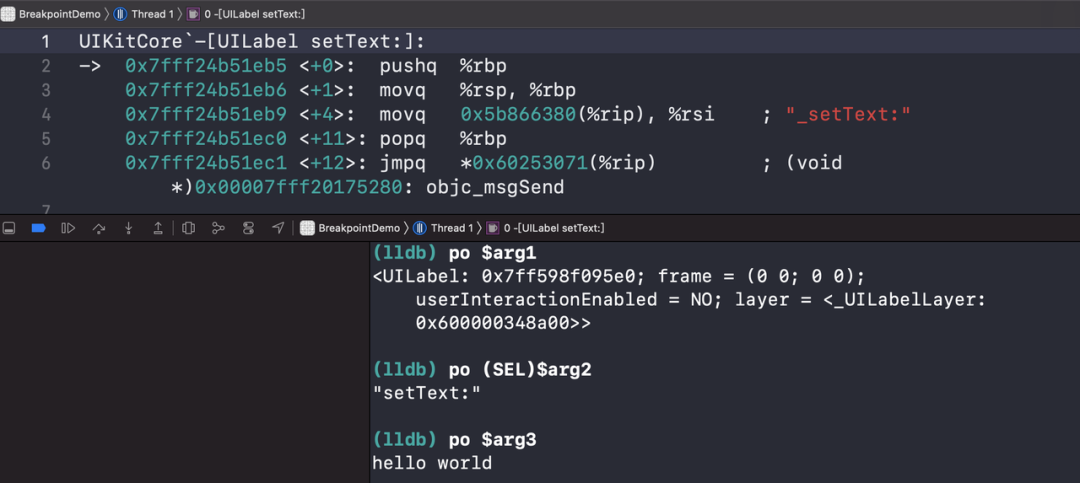 BreakpointDemo 〉 Thread 1 〉 0 -[UILabel setText:]
1 UIKitCore`-[UILabel setText:]:
2 -> 0x7fff24b51eb5 <+0>: pushq %rbp
3 0x7fff24b51eb6 <+1>: movq %rsp, %rbp
4 0x7fff24b51eb9 <+4>: movq 0x5b866380(%rip), %rsi ; "_setText:"
5 0x7fff24b51ec0 <+11>: popq %rbp
6 0x7fff24b51ec1 <+12>: jmpq *0x60253071(%rip) ; (void
*)0x00007fff20175280: objc_msgSend
7
BreakpointDemo 〉 Thread 1 〉 0 -[UILabel setText:]
(lldb) po $arg1
<UILabel: 0x7ff598f095e0; frame = (0 0; 0 0);
userInteractionEnabled = NO; layer = <_UILabelLayer:
0x600000348a00>>
(lldb) po (SEL)$arg2
"setText:"
(lldb) po $arg3
hello world